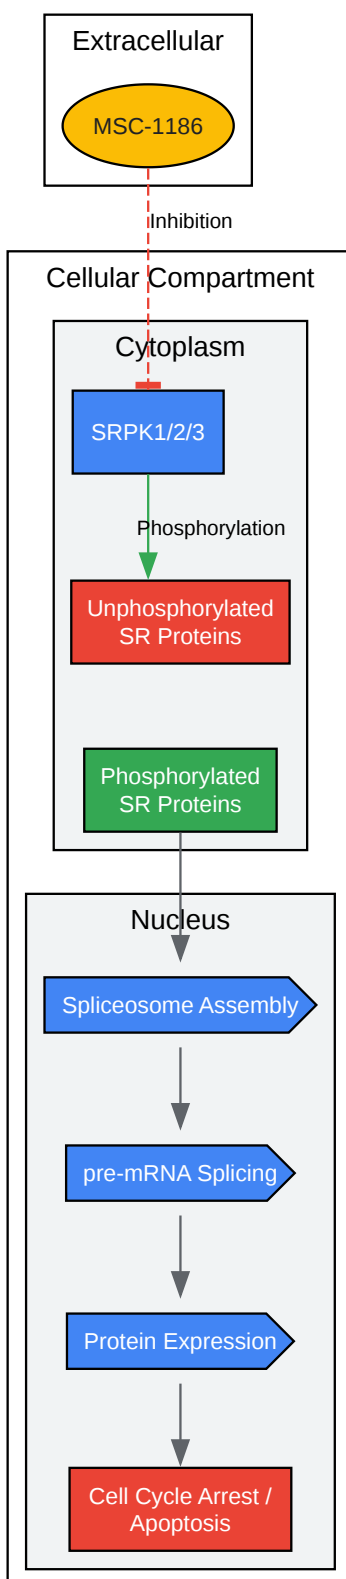 Extracellular
MSC-1186
Inhibition
Cellular Compartment
Cytoplasm
SRPK1/2/3
Phosphorylation
Unphosphorylated
SR Proteins
Phosphorylated
SR Proteins
Nucleus
Spliceosome Assembly
pre-mRNA Splicing
Protein Expression
Cell Cycle Arrest /
Apoptosis